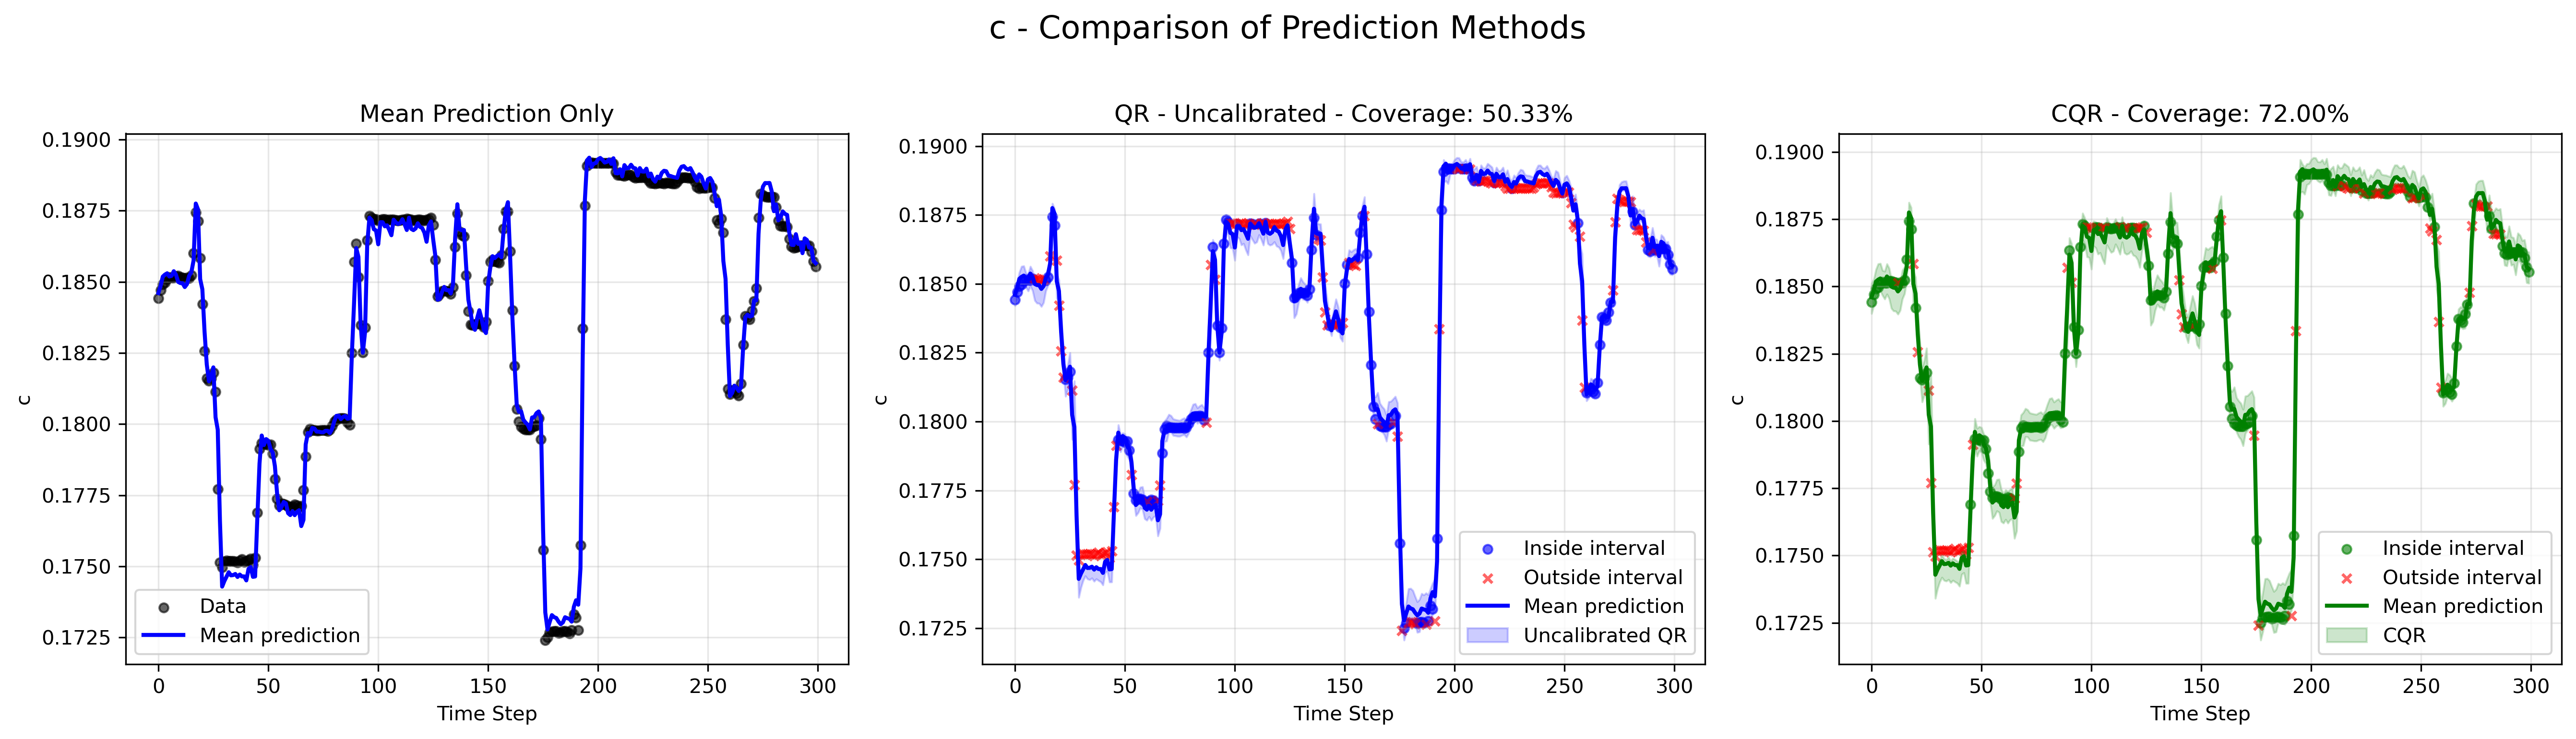 c - Comparison of Prediction Methods
Mean Prediction Only
0.1900
0.1875
0.1850
0.1825
0.1800
0.1775
0.1750
0.1725
c
0 50 100 150 200 250 300
Time Step
Data
Mean prediction
QR - Uncalibrated - Coverage: 50.33%
0.1900
0.1875
0.1850
0.1825
0.1800
0.1775
0.1750
0.1725
c
0 50 100 150 200 250 300
Time Step
Inside interval
Outside interval
Mean prediction
Uncalibrated QR
CQR - Coverage: 72.00%
0.1900
0.1875
0.1850
0.1825
0.1800
0.1775
0.1750
0.1725
c
0 50 100 150 200 250 300
Time Step
Inside interval
Outside interval
Mean prediction
CQR